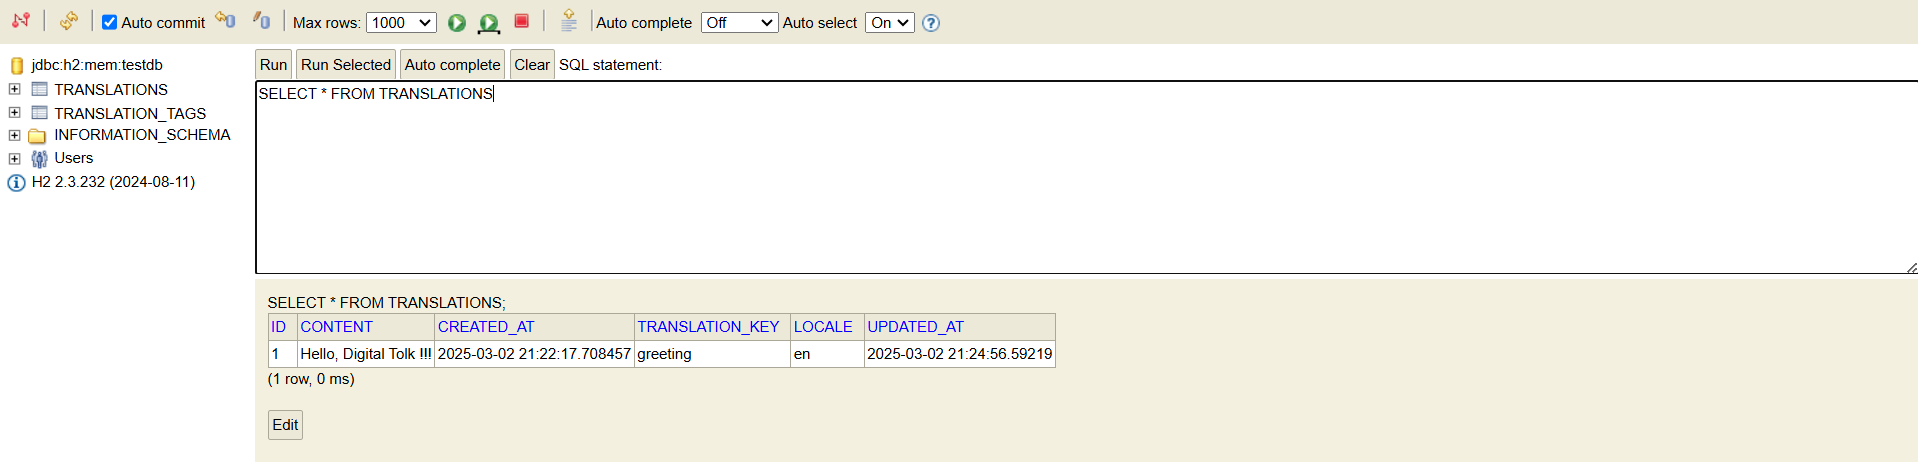 Auto commit Max rows: 1000 Auto complete Off Auto select On ?
jdbc:h2:mem:testdb
TRANSLATIONS
TRANSLATION_TAGS
INFORMATION_SCHEMA
Users
H2 2.3.232 (2024-08-11)
Run Run Selected Auto complete Clear SQL statement:
SELECT * FROM TRANSLATIONS
SELECT * FROM TRANSLATIONS;
ID CONTENT CREATED_AT TRANSLATION_KEY LOCALE UPDATED_AT
1 Hello, Digital Tolk !!! 2025-03-02 21:22:17.708457 greeting en 2025-03-02 21:24:56.59219
(1 row, 0 ms)
Edit